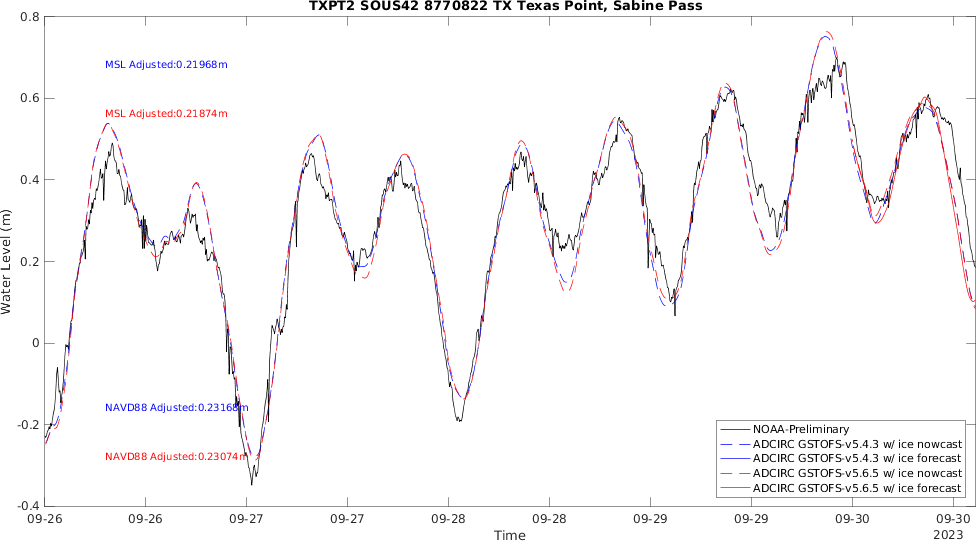 TXPT2 SOUS42 8770822 TX Texas Point, Sabine Pass
0.8
0.6
0.4
0.2
0
-0.2
-0.4
Water Level (m)
MSL Adjusted:0.21968m
MSL Adjusted:0.21874m
NAVD88 Adjusted:0.23168m
NAVD88 Adjusted:0.23074m
NOAA-Preliminary
ADCIRC GSTOFS-v5.4.3 w/ ice nowcast
ADCIRC GSTOFS-v5.4.3 w/ ice forecast
ADCIRC GSTOFS-v5.6.5 w/ ice nowcast
ADCIRC GSTOFS-v5.6.5 w/ ice forecast
09-26 09-26 09-27 09-27 09-28 09-28 09-29 09-29 09-30 09-30
Time
2023